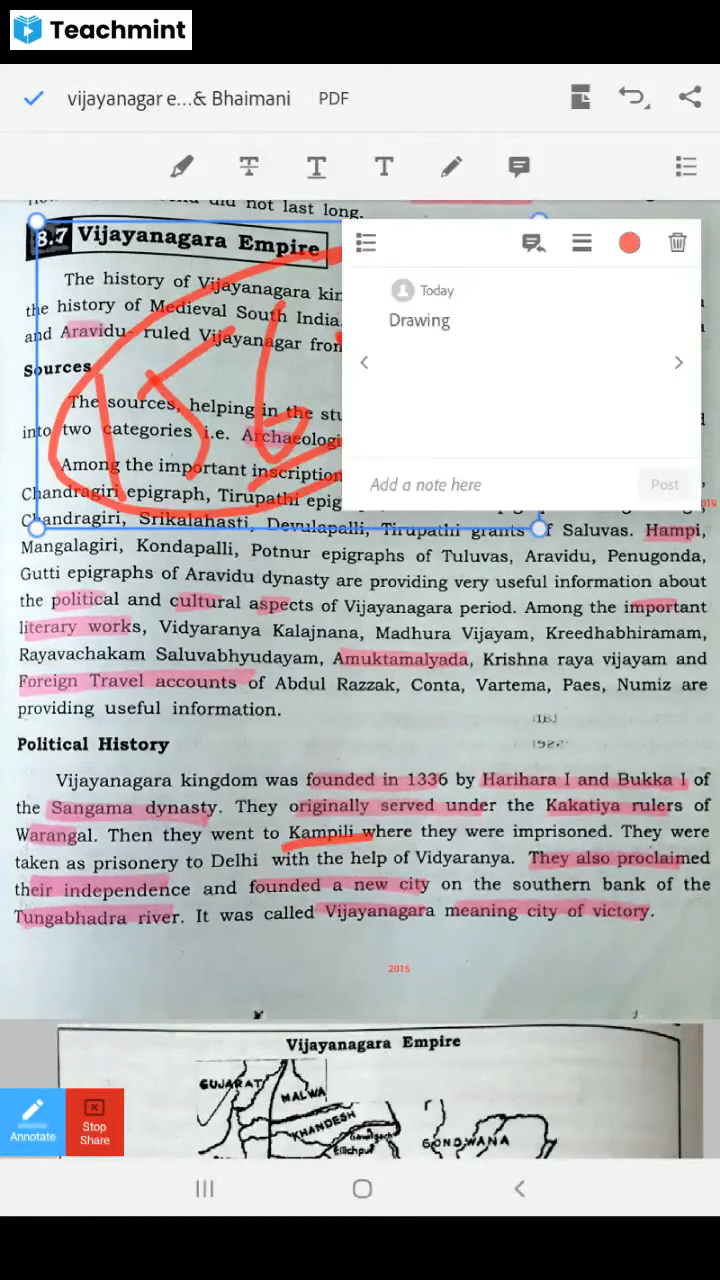 Teachmint
vijayanagar e...& Bhaimani PDF
did not last long.
8.7 Vijayanagara Empire
Today
Drawing
The history of Vijayanagara kin
the history of Medieval South India.
and Aravidu- ruled Vijayanagar from
Sources
The sources, helping in the stu
into two categories i.e. Archaeologi
Among the important inscription
Add a note here
Post
Chandragiri epigraph, Tirupathi epig
2019
Chandragiri, Srikalahasti, Devulapalli, Tirupathi grants of Saluvas. Hampi,
Mangalagiri, Kondapalli, Potnur epigraphs of Tuluvas, Aravidu, Penugonda,
Gutti epigraphs of Aravidu dynasty are providing very useful information about
the political and cultural aspects of Vijayanagara period. Among the important
literary works, Vidyaranya Kalajnana, Madhura Vijayam, Kreedhabhiramam,
Rayavachakam Saluvabhyudayam, Amuktamalyada, Krishna raya vijayam and
Foreign Travel accounts of Abdul Razzak, Conta, Vartema, Paes, Numiz are
providing useful information.
Political History
Vijayanagara kingdom was founded in 1336 by Harihara I and Bukka I of
the Sangama dynasty. They originally served under the Kakatiya rulers of
Warangal. Then they went to Kampili where they were imprisoned. They were
taken as prisonery to Delhi with the help of Vidyaranya. They also proclaimed
their independence and founded a new city on the southern bank of the
Tungabhadra river. It was called Vijayanagara meaning city of victory.
2015
Vijayanagara Empire
GUJARAT
MALWA
KHANDESH
Gawilgarh
GONDWANA
Ellichpur
Annotate
Stop
Share